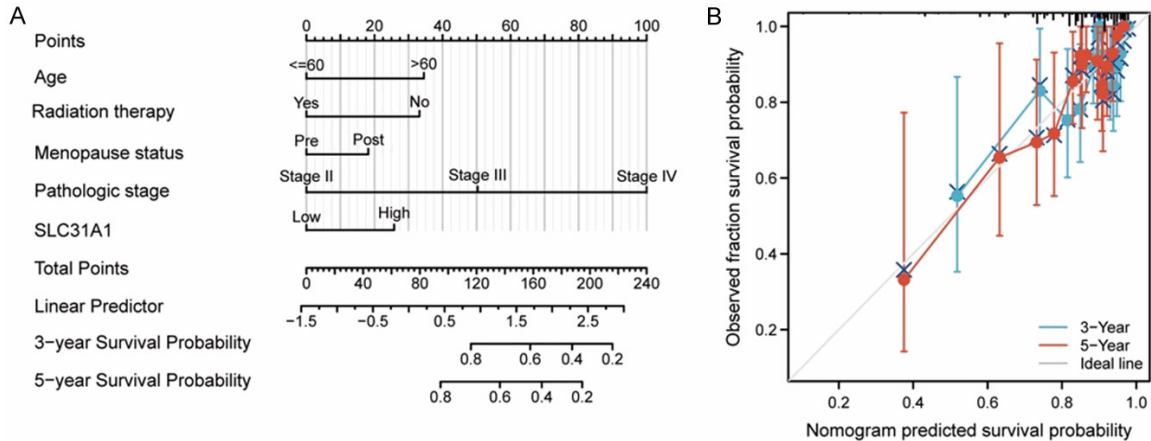 A
Points
0 20 40 60 80 100
Age
<=60 >60
Radiation therapy
Yes No
Menopause status
Pre Post
Pathologic stage
Stage II Stage III Stage IV
SLC31A1
Low High
Total Points
0 40 80 120 160 200 240
Linear Predictor
−1.5 −0.5 0.5 1.5 2.5
3−year Survival Probability
0.8 0.6 0.4 0.2
5−year Survival Probability
0.8 0.6 0.4 0.2
B
Observed fraction survival probability
1.0
0.8
0.6
0.4
0.2
3−Year
5−Year
Ideal line
0.2 0.4 0.6 0.8 1.0
Nomogram predicted survival probability